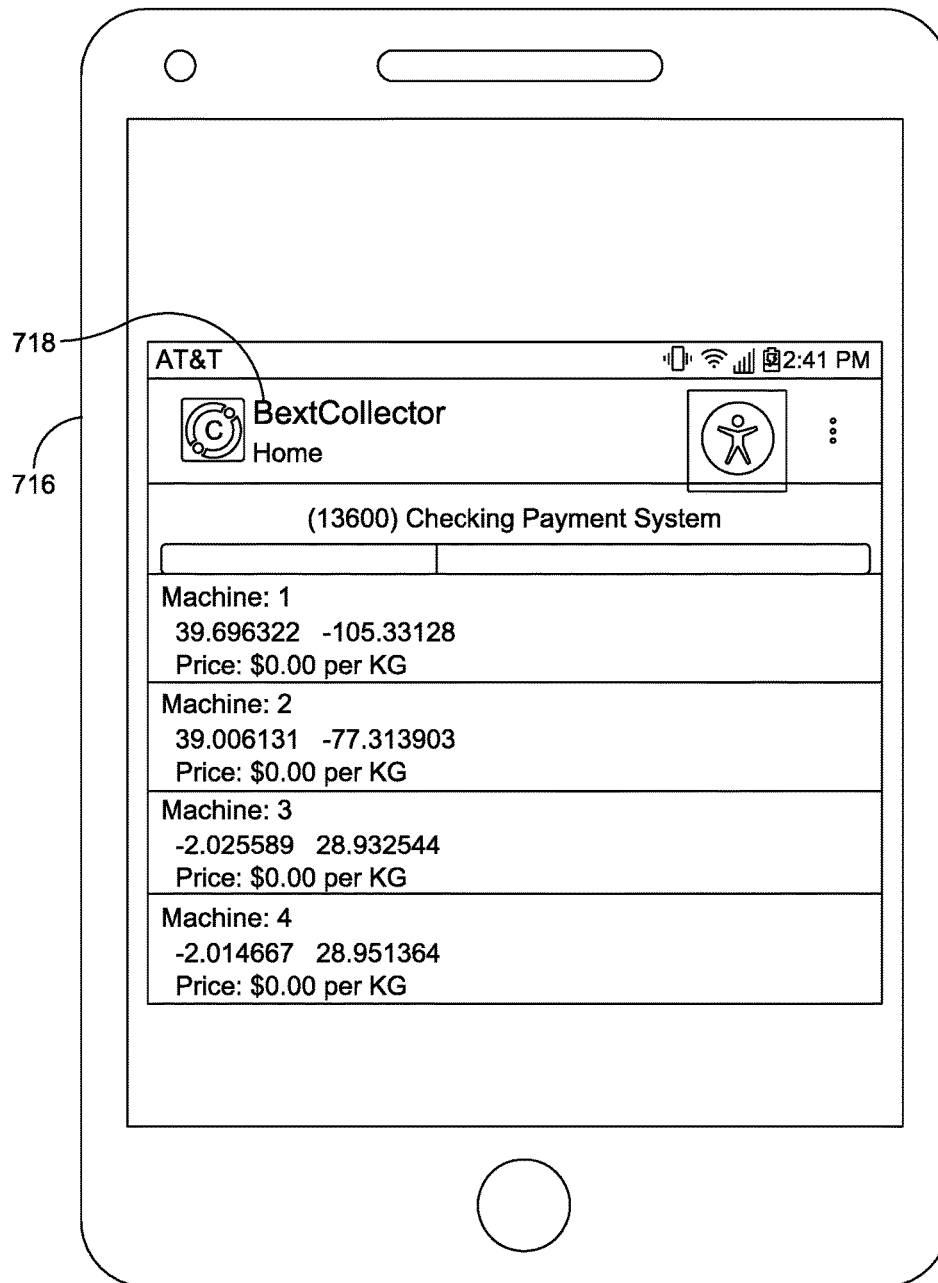 718
716
AT&T 2:41 PM
C
BextCollector
Home
(13600) Checking Payment System
Machine: 1
39.696322 -105.33128
Price: $0.00 per KG
Machine: 2
39.006131 -77.313903
Price: $0.00 per KG
Machine: 3
-2.025589 28.932544
Price: $0.00 per KG
Machine: 4
-2.014667 28.951364
Price: $0.00 per KG